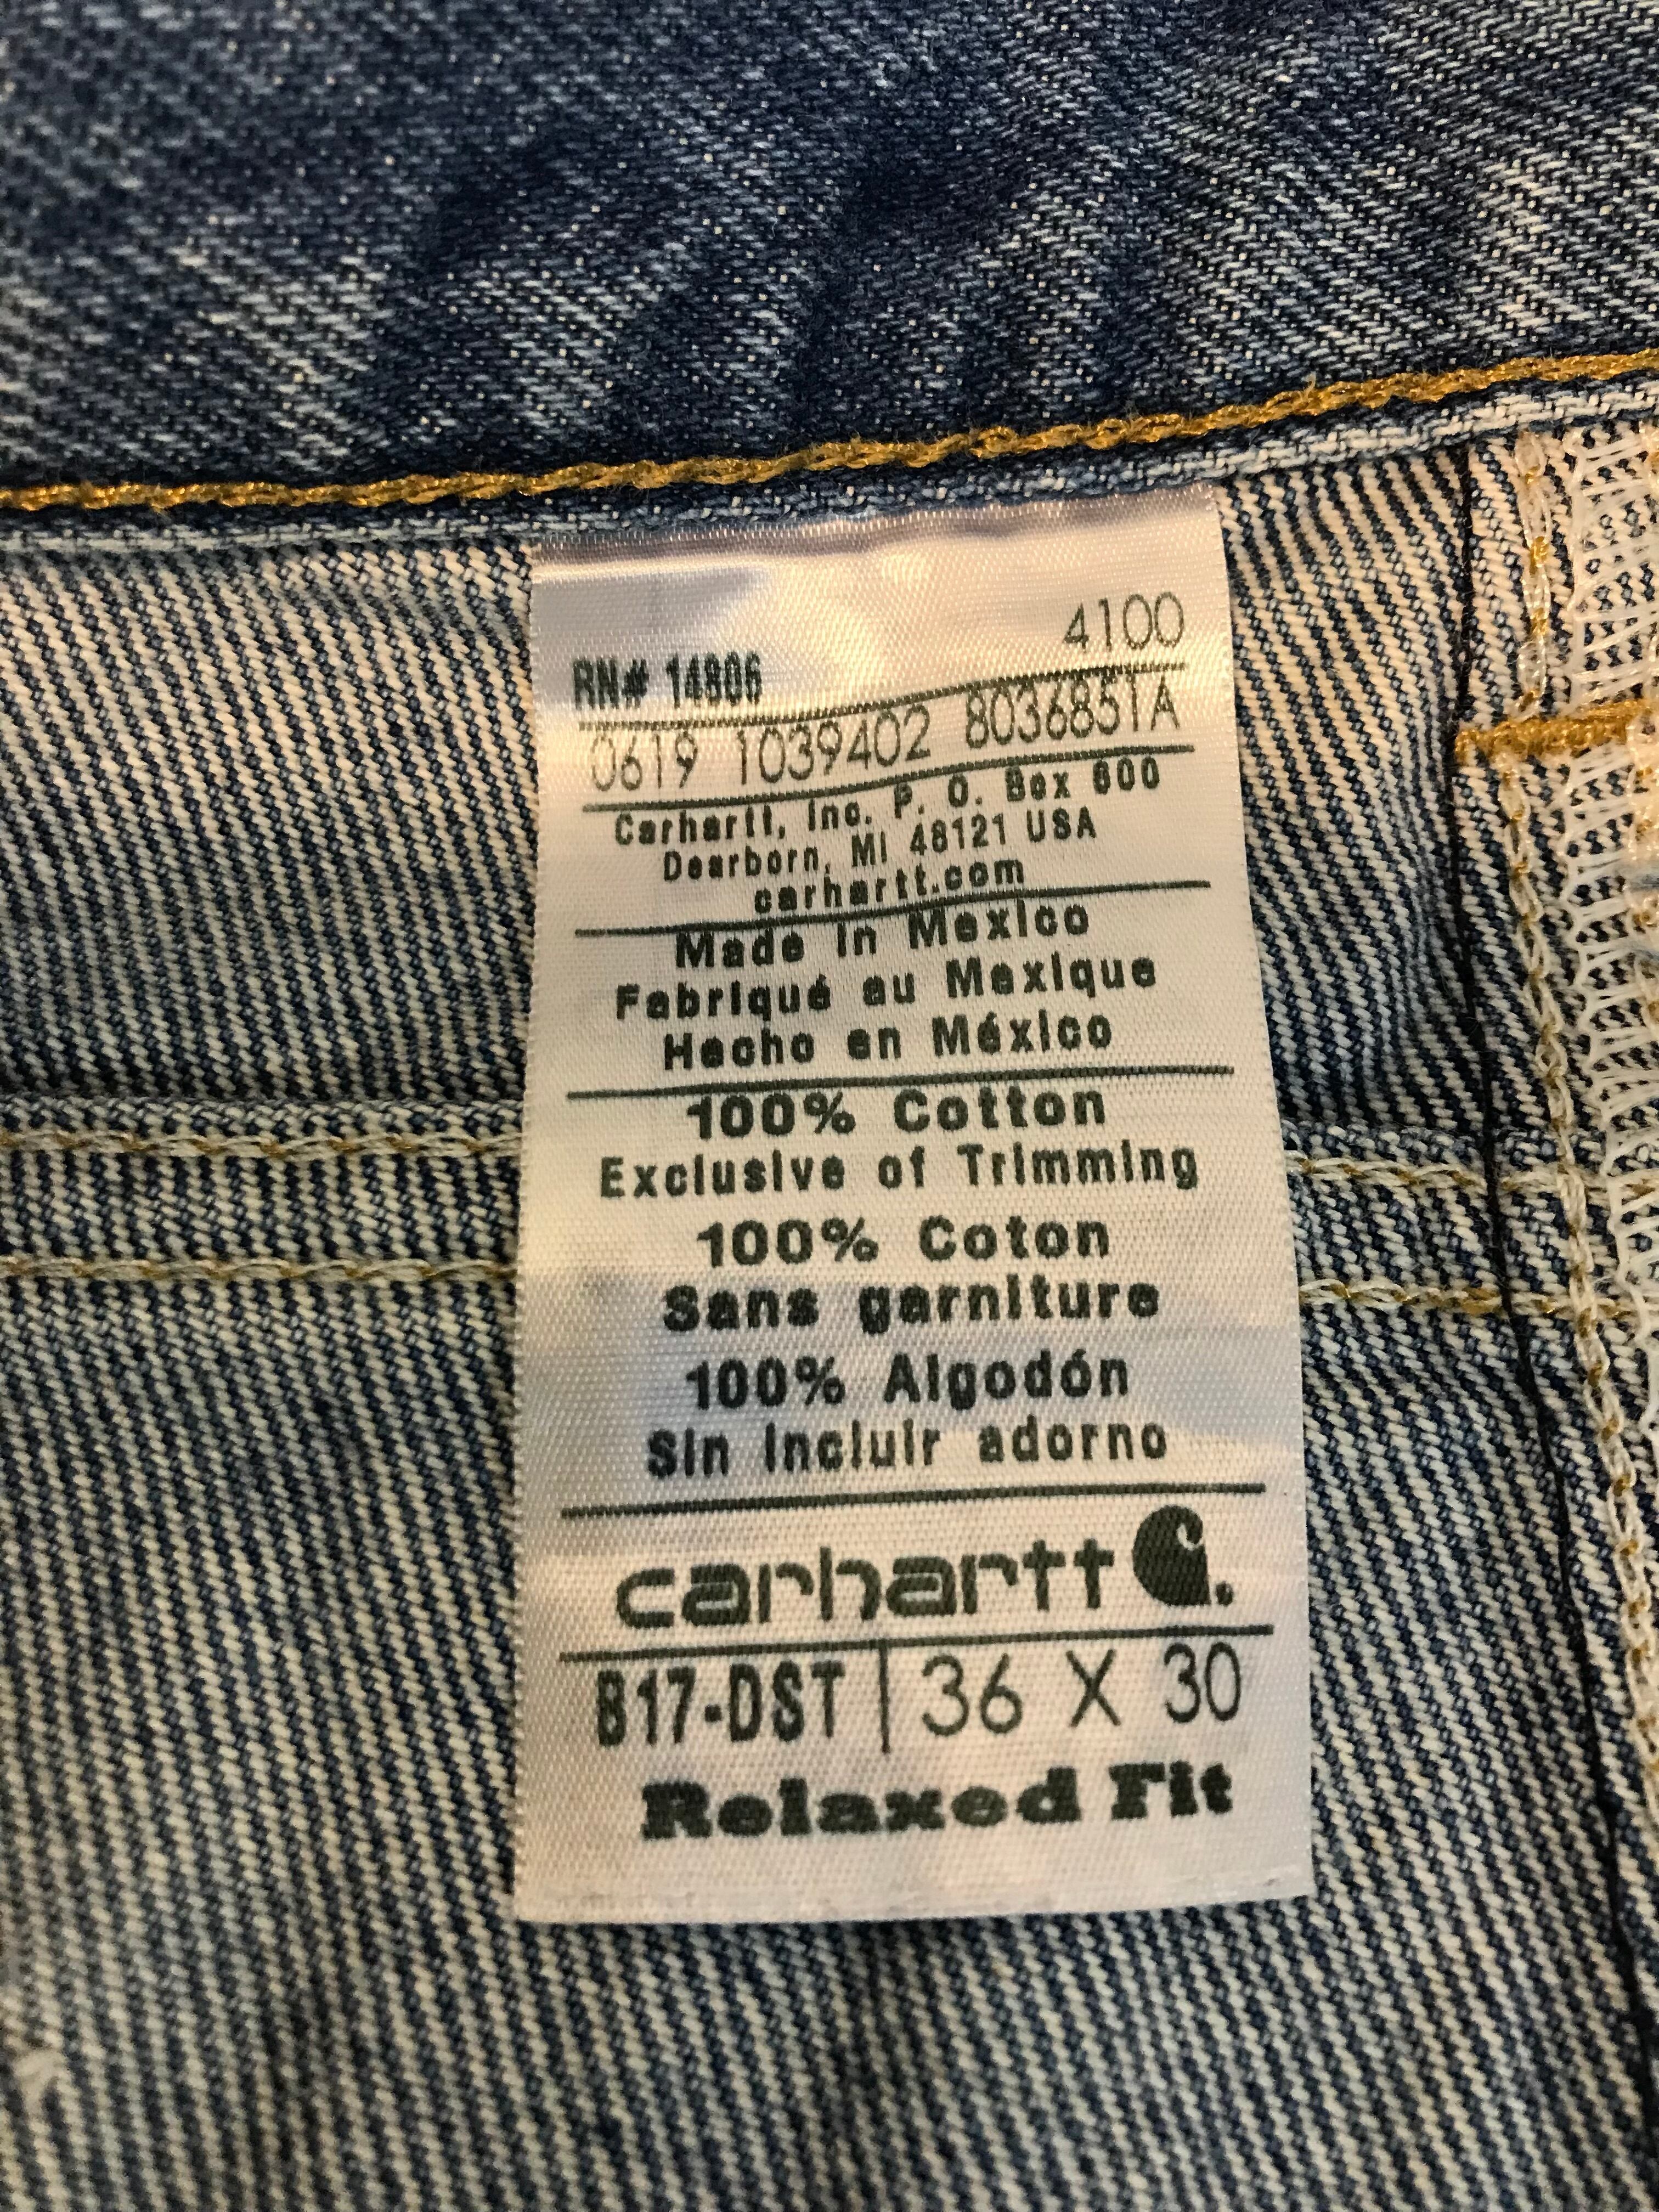 4100
RN# 14806
0619 1039402 8036851A
Carhartt, Inc. P. O. Box 600
Dearborn, MI 48121 USA
carhartt.com
Made in Mexico
Fabriqué au Mexique
Hecho en México
100% Cotton
Exclusive of Trimming
100% Coton
Sans garniture
100% Algodón
Sin incluir adorno
carhartt
B17-DST | 36 X 30
Relaxed Fit